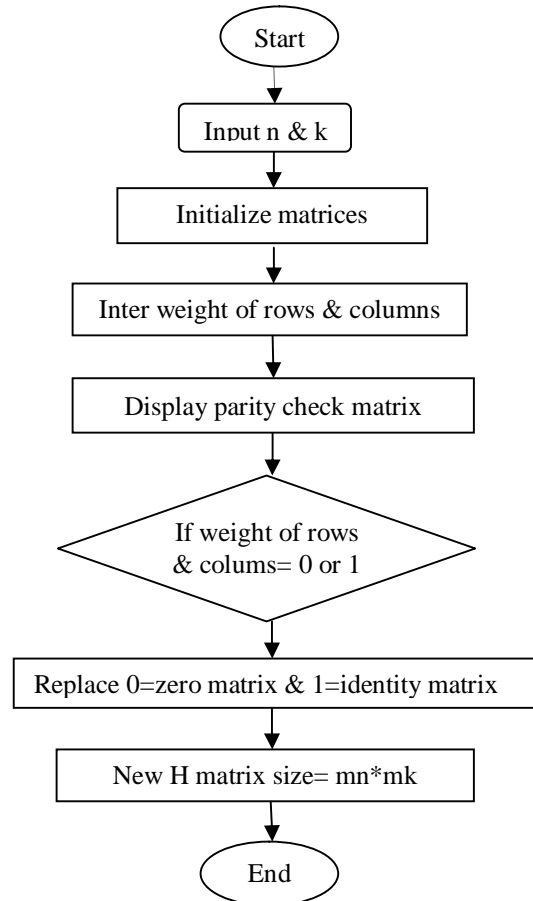 Start
Input n & k
Initialize matrices
Inter weight of rows & columns
Display parity check matrix
If weight of rows
& colums= 0 or 1
Replace 0=zero matrix & 1=identity matrix
New H matrix size= mn*mk
End